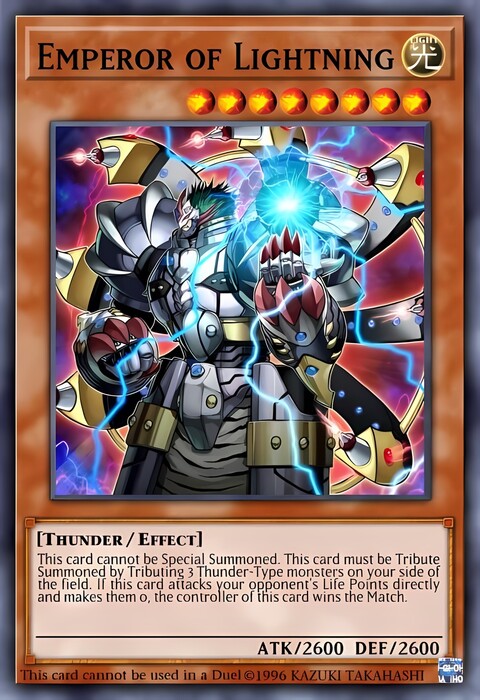 EMPEROR OF LIGHTNING
LIGHT
光
[THUNDER / EFFECT]
This card cannot be Special Summoned. This card must be Tribute
Summoned by Tributing 3 Thunder-Type monsters on your side of
the field. If this card attacks your opponent's Life Points directly
and makes them 0, the controller of this card wins the Match.
ATK/2600 DEF/2600
This card cannot be used in a Duel ©1996 KAZUKI TAKAHASHI